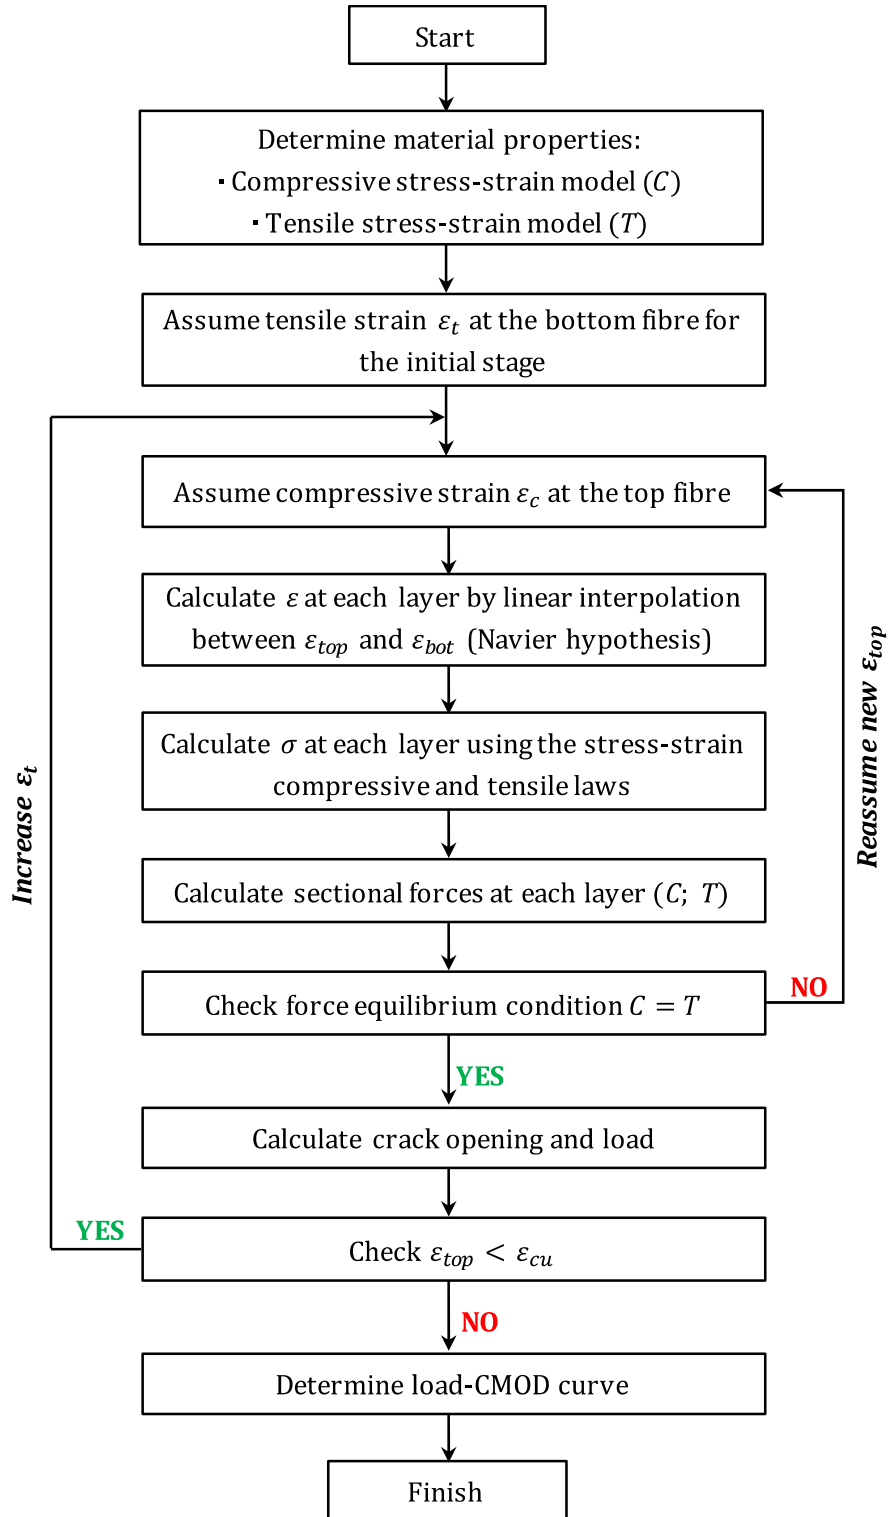 Start
Determine material properties:
▪ Compressive stress-strain model (C)
▪ Tensile stress-strain model (T)
Assume tensile strain εₜ at the bottom fibre for
the initial stage
Assume compressive strain ε_c at the top fibre
Calculate ε at each layer by linear interpolation
between ε_top and ε_bot (Navier hypothesis)
Calculate σ at each layer using the stress-strain
compressive and tensile laws
Calculate sectional forces at each layer (C; T)
Check force equilibrium condition C = T
NO
Reassume new ε_top
YES
Calculate crack opening and load
Check ε_top < ε_cu
YES
Increase εₜ
NO
Determine load-CMOD curve
Finish